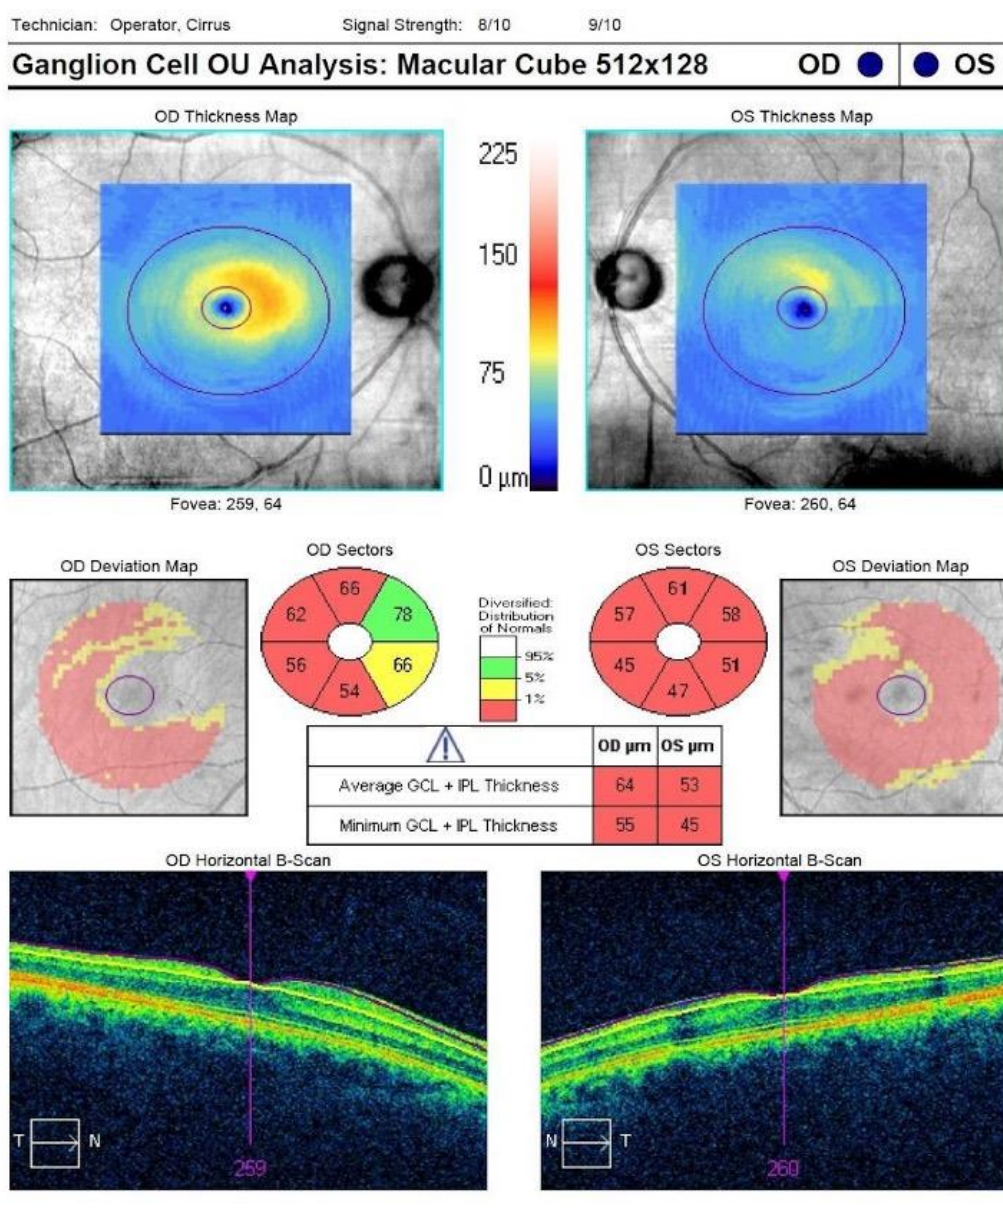 Technician: Operator, Cirrus Signal Strength: 8/10 9/10
Ganglion Cell OU Analysis: Macular Cube 512x128 OD OS
OD Thickness Map
OS Thickness Map
225
150
75
0 µm
Fovea: 259, 64
Fovea: 260, 64
OD Deviation Map
OD Sectors
OS Sectors
OS Deviation Map
66
62
78
56
66
54
Diversified:
Distribution
of Normals
95%
5%
1%
61
57
58
45
51
47
OD µm OS µm
Average GCL + IPL Thickness 64 53
Minimum GCL + IPL Thickness 55 45
OD Horizontal B-Scan
OS Horizontal B-Scan
T N
259
N T
260